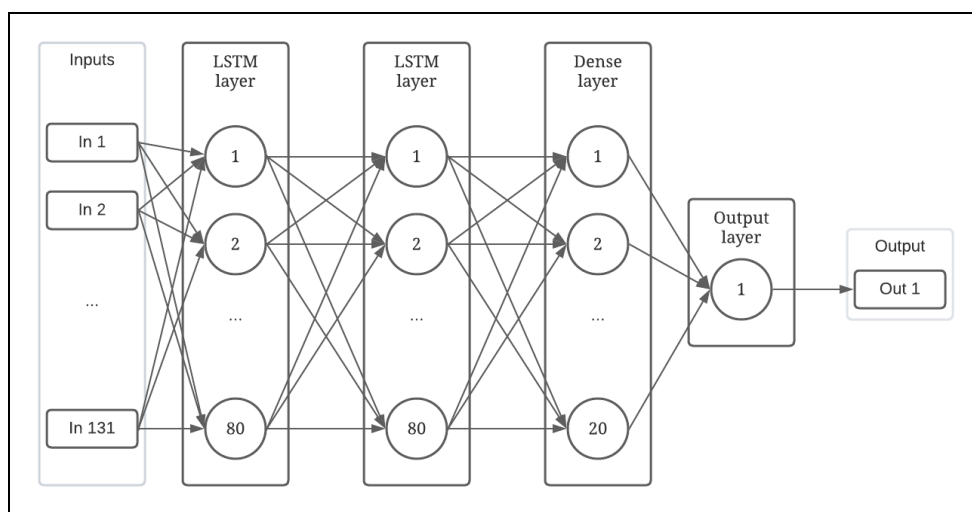 Inputs
In 1
In 2
...
In 131
LSTM
layer
1
2
...
80
LSTM
layer
1
2
...
80
Dense
layer
1
2
...
20
Output
layer
1
Output
Out 1